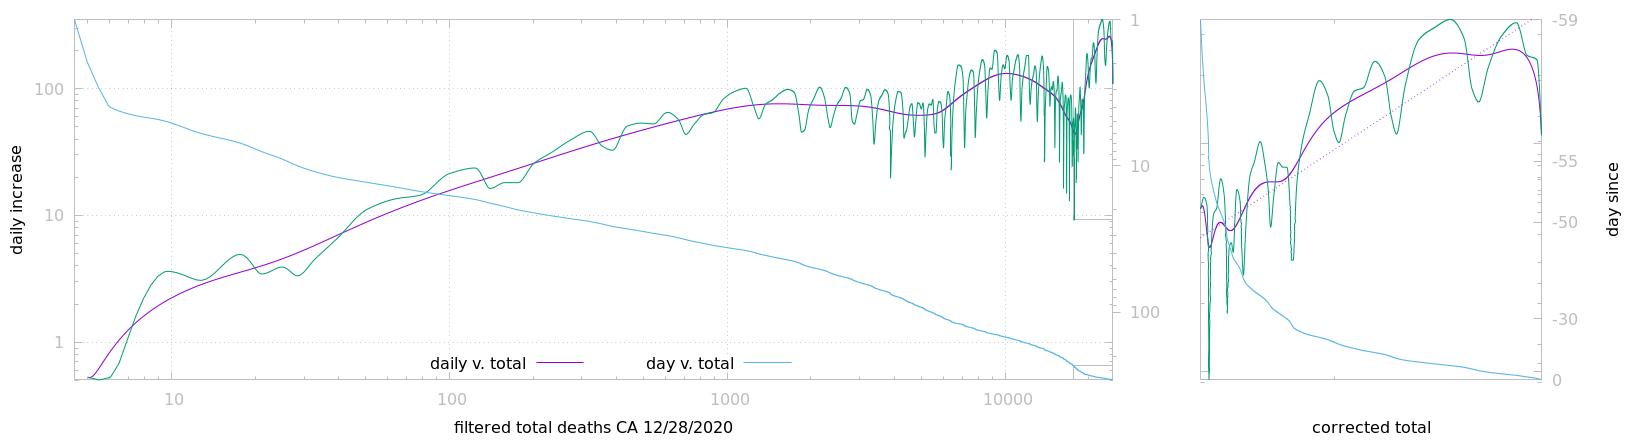 daily increase
100
10
1
10
100
1000
10000
1
10
100
daily v. total
day v. total
filtered total deaths CA 12/28/2020
-59
-55
-50
-30
0
day since
corrected total